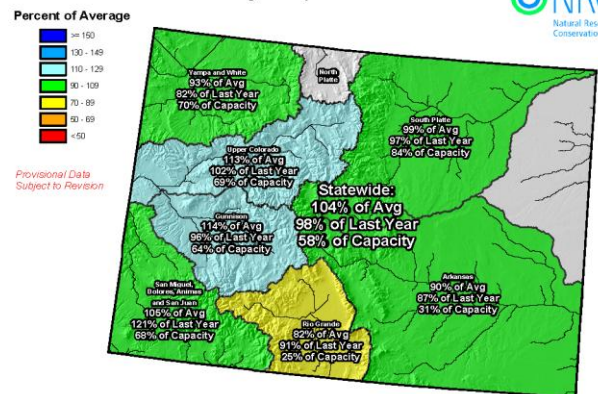 Percent of Average
>= 150
130 - 149
110 - 129
90 - 109
70 - 89
50 - 69
< 50
Provisional Data
Subject to Revision
Natural
Conservation
Yampa and White
93% of Avg
82% of Last Year
70% of Capacity
North
Platte
South Platte
99% of Avg
97% of Last Year
84% of Capacity
Upper Colorado
113% of Avg
102% of Last Year
69% of Capacity
Statewide:
104% of Avg
98% of Last Year
58% of Capacity
Gunnison
114% of Avg
96% of Last Year
64% of Capacity
San Miguel,
Dolores, Animas
and San Juan
105% of Avg
121% of Last Year
68% of Capacity
Rio Grande
82% of Avg
91% of Last Year
25% of Capacity
Arkansas
90% of Avg
87% of Last Year
31% of Capacity